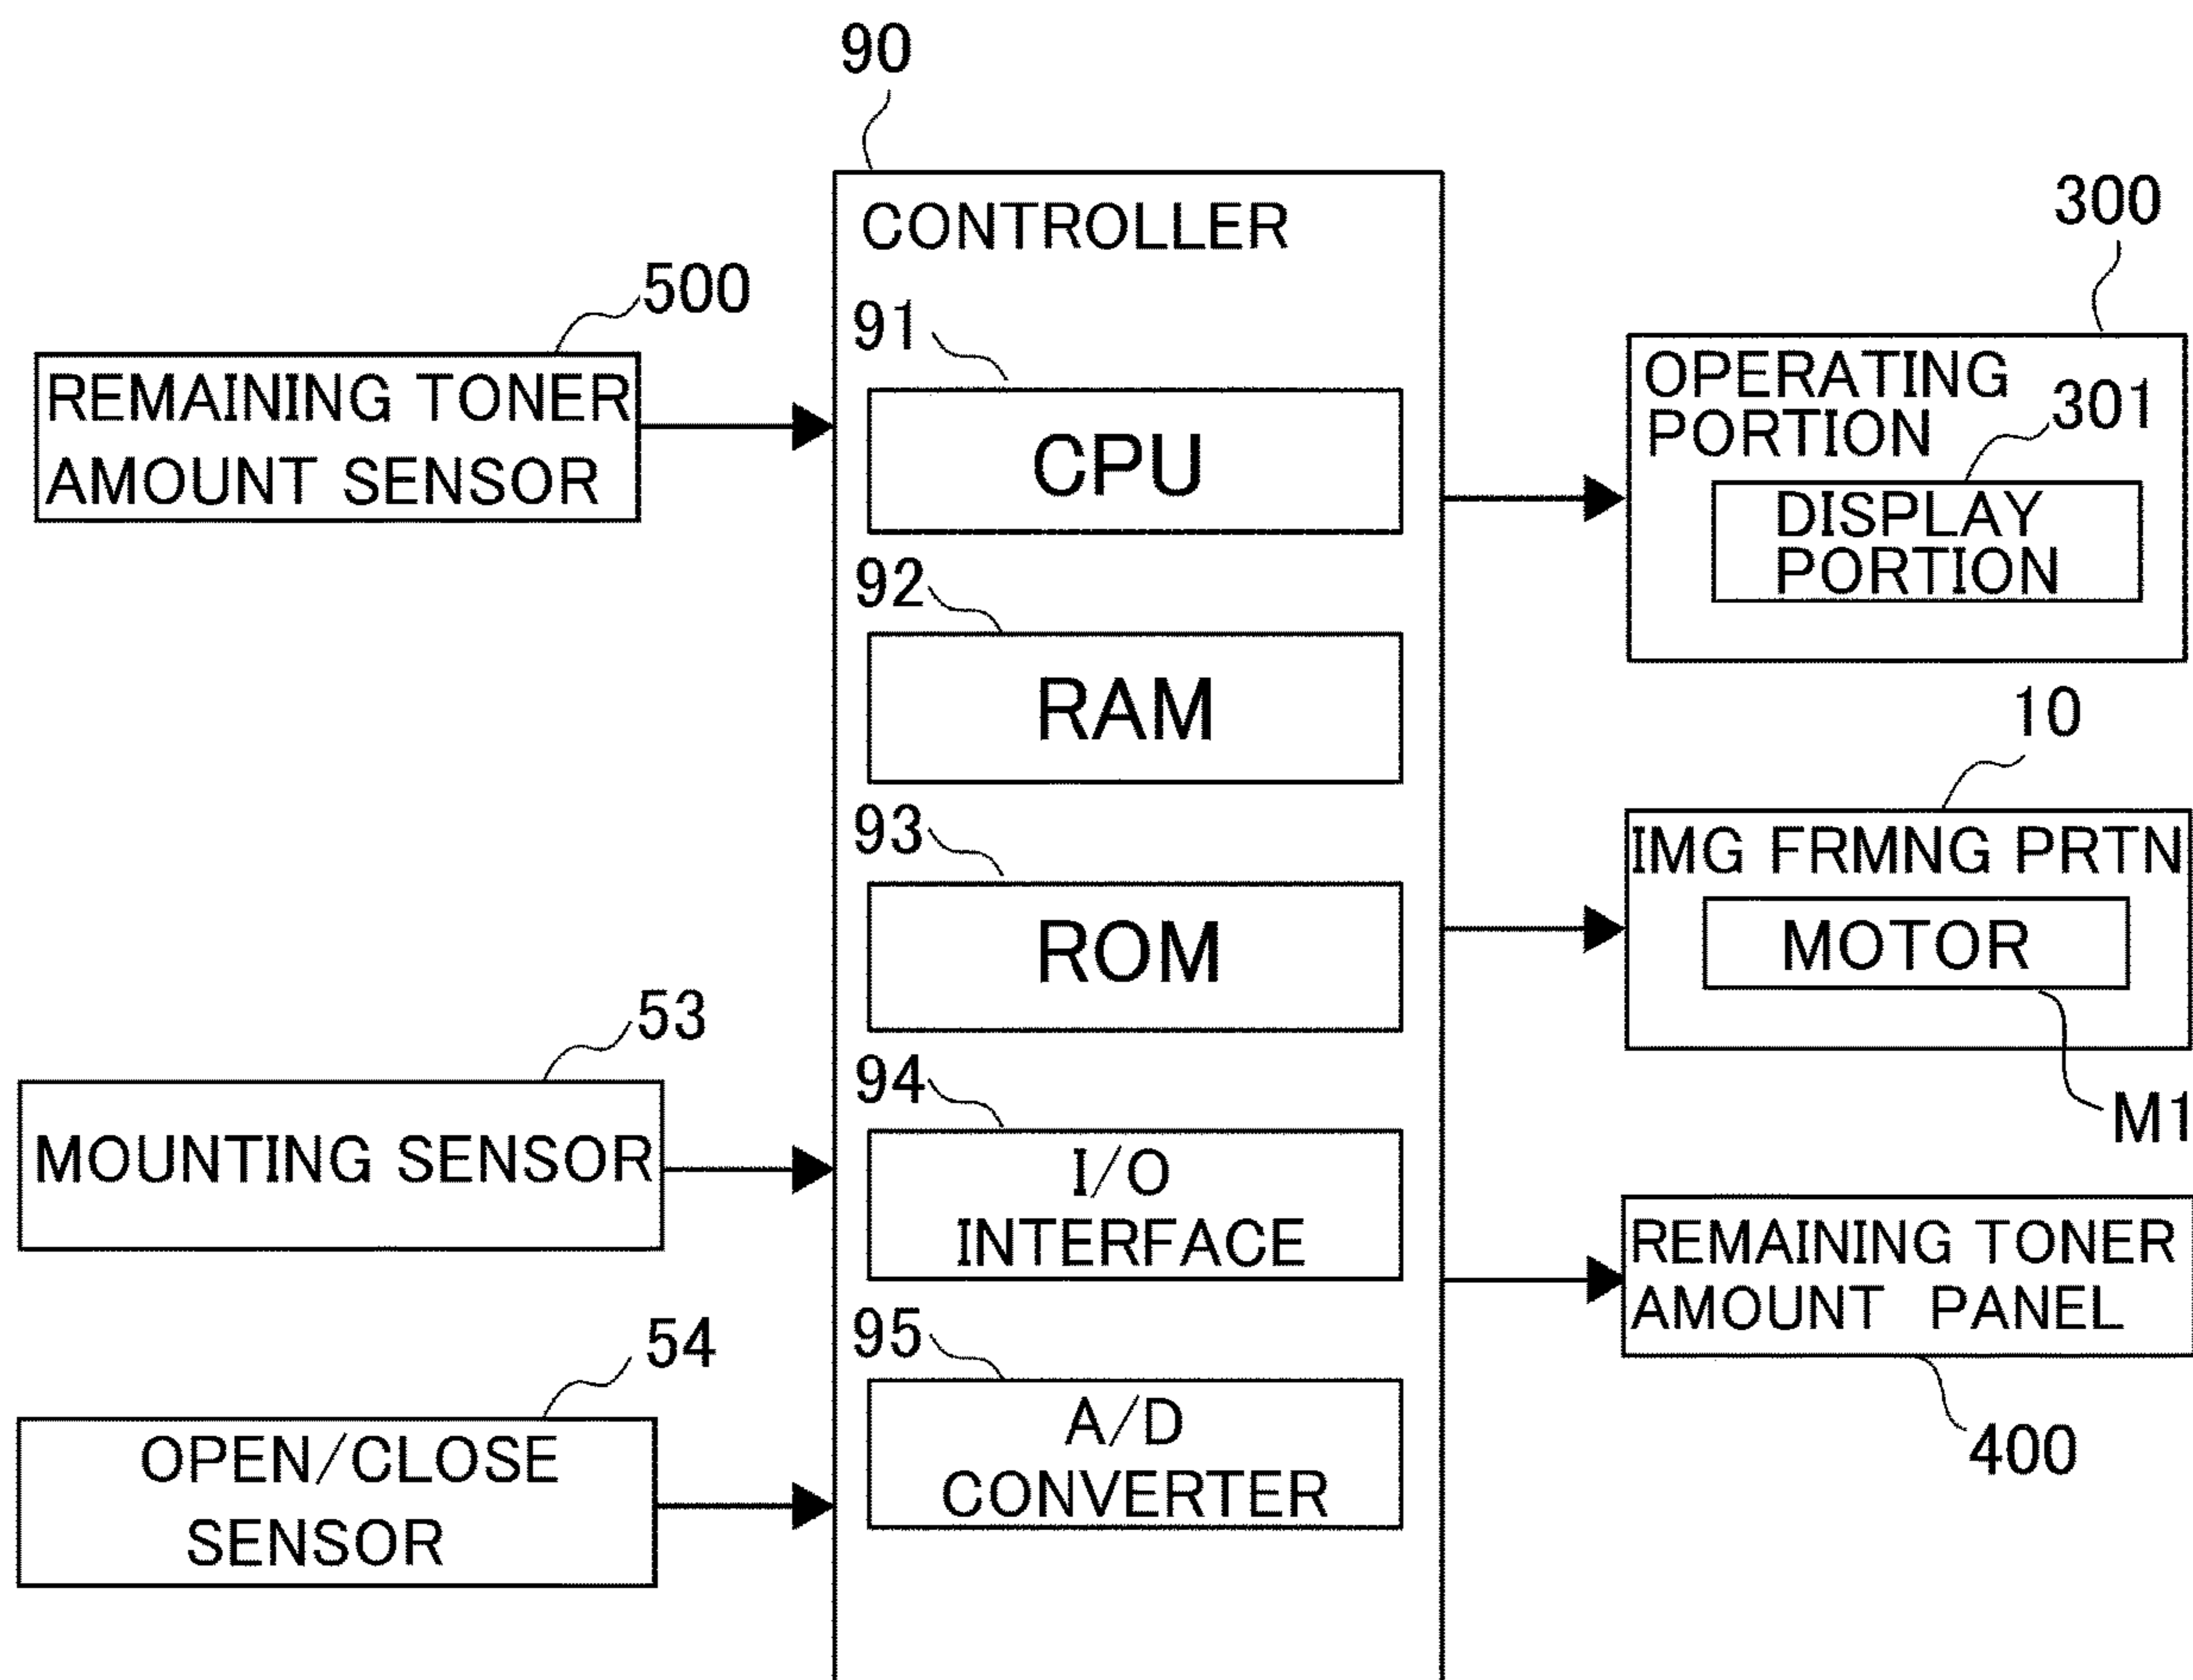 90
CONTROLLER
500
REMAINING TONER
AMOUNT SENSOR
53
MOUNTING SENSOR
54
OPEN/CLOSE
SENSOR
91
CPU
92
RAM
93
ROM
94
I/O
INTERFACE
95
A/D
CONVERTER
300
OPERATING
PORTION
301
DISPLAY
PORTION
10
IMG FRMNG PRTN
MOTOR
M1
REMAINING TONER
AMOUNT PANEL
400